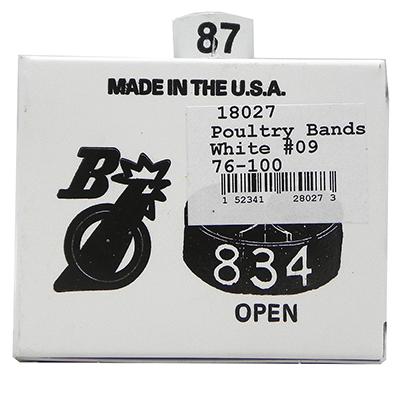 87
MADE IN THE U.S.A.
18027
Poultry Bands
White #09
76-100
1 52341 28027 3
B
834
OPEN